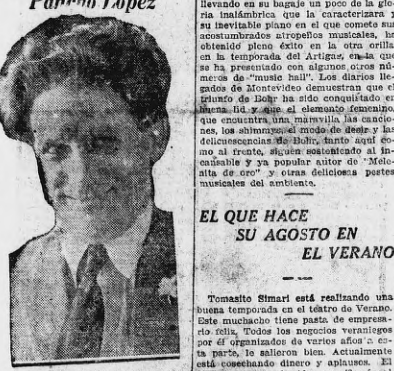 Pancho López
llevando en su bagaje un poco de la glo-
ria inalámbrica que la caracterizara y
su inevitable piano en el que comete sus
acostumbrados atropellos musicales, ha
obtenido pleno éxito en la otra orilla
en la temporada del Artigas, en la que
se ha presentado con algunos otros nú-
meros de "music hall". Los diarios lle-
gados de Montevideo demuestran que el
triunfo de Bohr ha sido conquistado en
buena lid y que el elemento femenino,
que encuentra una maravilla las cancio-
nes, los shimmys, el modo de decir y las
delicuescencias de Bohr, tanto aquí co-
mo al frente, siguen sosteniendo al in-
cansable y ya popular autor de "Melo-
aita de oro" y otras deliciosas pestes
musicales del ambiente.
EL QUE HACE
SU AGOSTO EN
EL VERANO
Tomasito Simari está realizando una
buena temporada en el teatro de Verano.
Este muchacho tiene pasta de empresa-
rio feliz. Todos los negocios veraniegos
por él organizados de varios años a es-
ta parte, le salieron bien. Actualmente
está cosechando dinero y aplausos. El